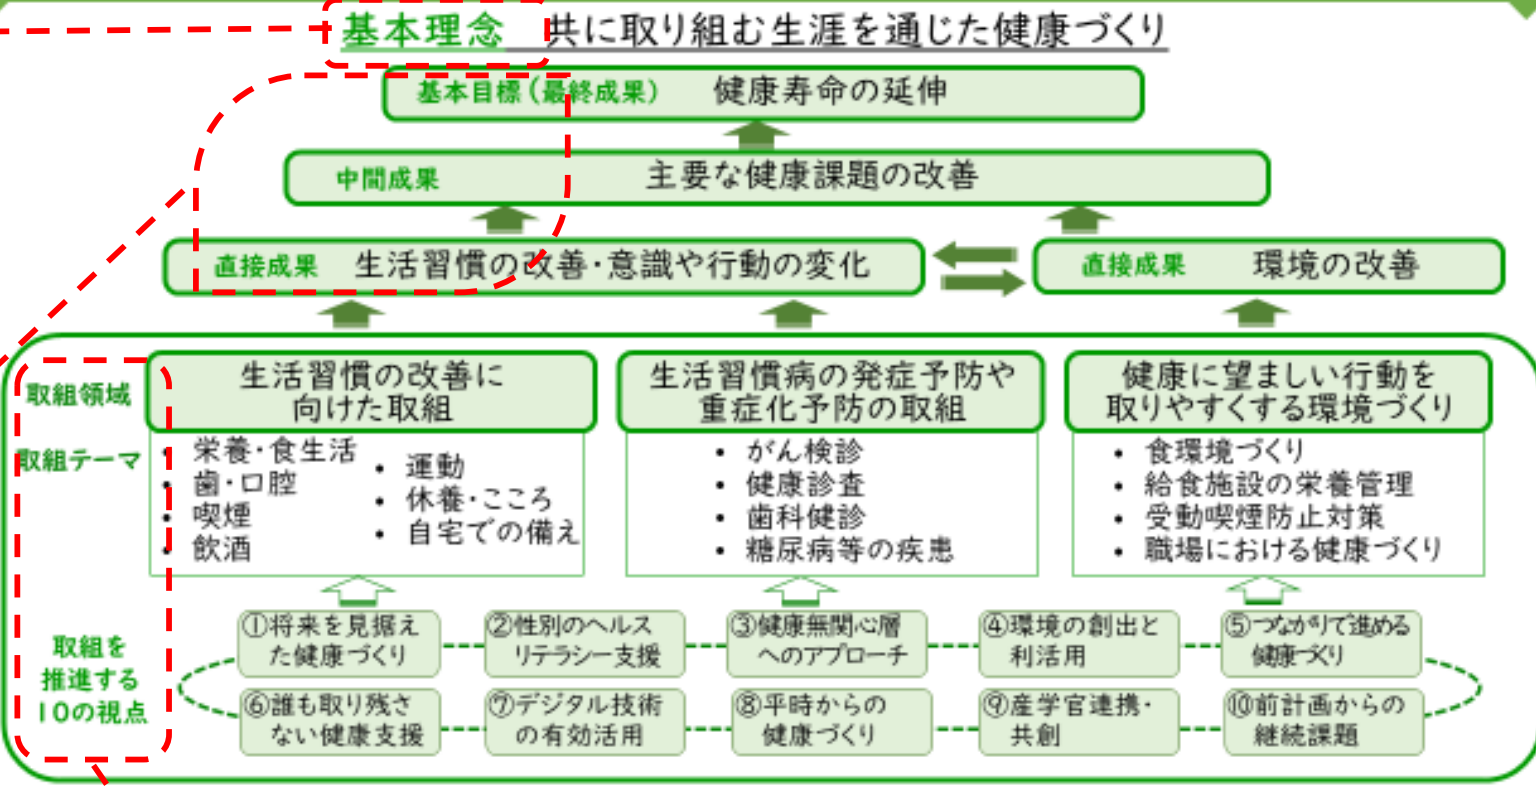 基本理念 共に取り組む生涯を通じた健康づくり
基本目標（最終成果） 健康寿命の延伸
中間成果 主要な健康課題の改善
直接成果 生活習慣の改善・意識や行動の変化
直接成果 環境の改善
取組領域
生活習慣の改善に
向けた取組
生活習慣病の発症予防や
重症化予防の取組
健康に望ましい行動を
取りやすくする環境づくり
取組テーマ
・栄養・食生活
・歯・口腔
・喫煙
・飲酒
・運動
・休養・こころ
・自宅での備え
・がん検診
・健康診査
・歯科健診
・糖尿病等の疾患
・食環境づくり
・給食施設の栄養管理
・受動喫煙防止対策
・職場における健康づくり
取組を
推進する
10の視点
①将来を見据え
た健康づくり
②性別のヘルス
リテラシー支援
③健康無関心層
へのアプローチ
④環境の創出と
利活用
⑤つながりで進める
健康づくり
⑥誰も取り残さ
ない健康支援
⑦デジタル技術
の有効活用
⑧平時からの
健康づくり
⑨産学官連携・
共創
⑩前計画からの
継続課題